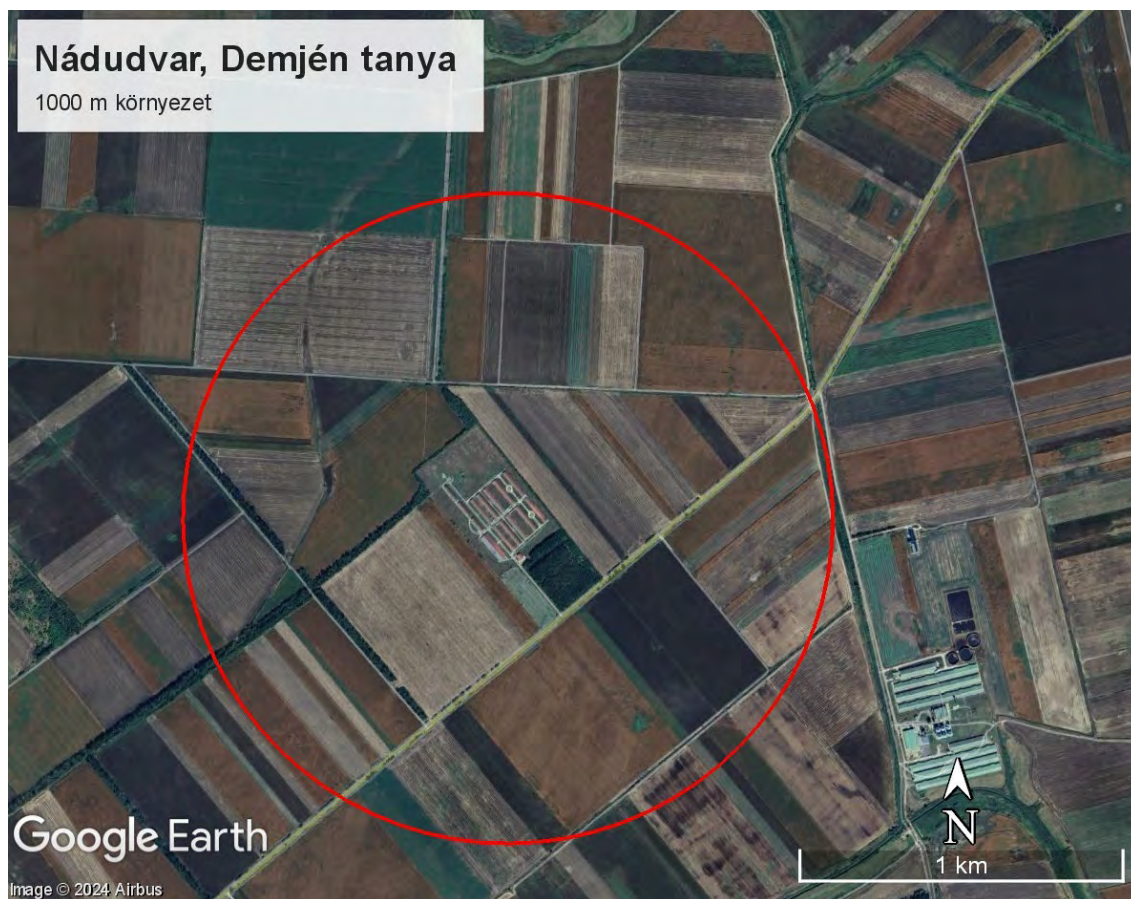 Nádudvar, Demjén tanya
1000 m környezet
N
Google Earth
1 km
Image © 2024 Airbus